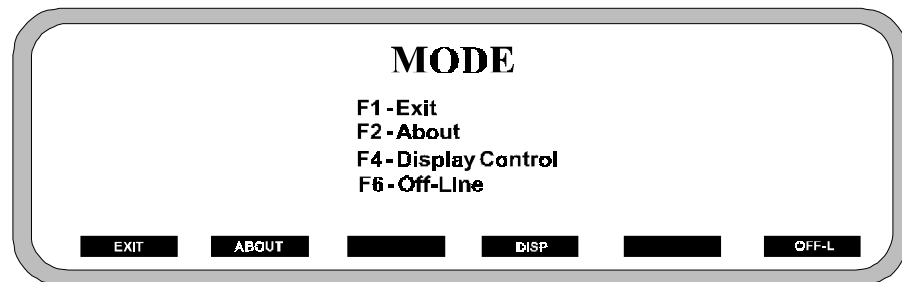 MODE
F1 - Exit
F2 - About
F4 - Display Control
F6 - Off-Line
EXIT ABOUT DISP OFF-L